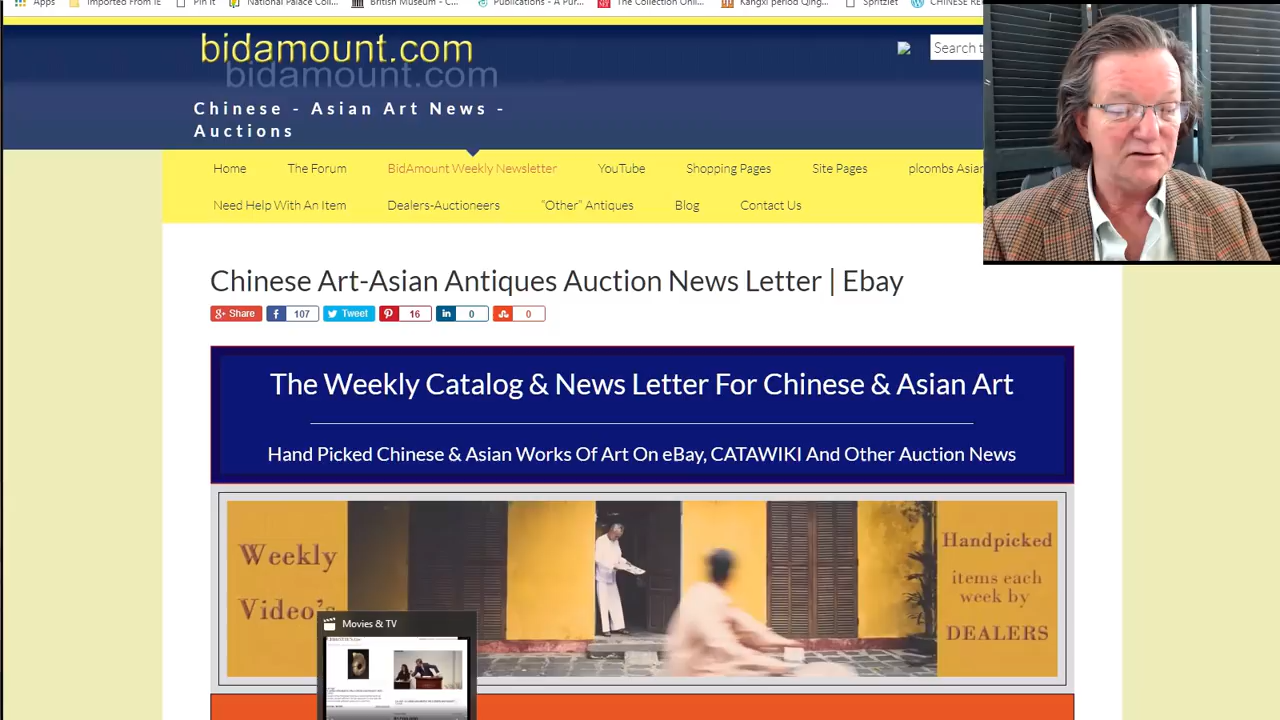 Apps
Imported From IE
Pin It
National Palace Coll...
British Museum - C...
Publications - A Pur...
The Collection Onli...
Kangxi period Qing...
Spritzlet
CHINESE RE
bidamount.com
bidamount.com
Search t
Chinese - Asian Art News -
Auctions
Home The Forum BidAmount Weekly Newsletter YouTube Shopping Pages Site Pages plcombs Asian
Need Help With An Item Dealers-Auctioneers "Other" Antiques Blog Contact Us
Chinese Art-Asian Antiques Auction News Letter | Ebay
Share 107 Tweet 16 0 0
The Weekly Catalog & News Letter For Chinese & Asian Art
Hand Picked Chinese & Asian Works Of Art On eBay, CATAWIKI And Other Auction News
Weekly
Video's
Handpicked
items each
week by
DEALERS
Movies & TV